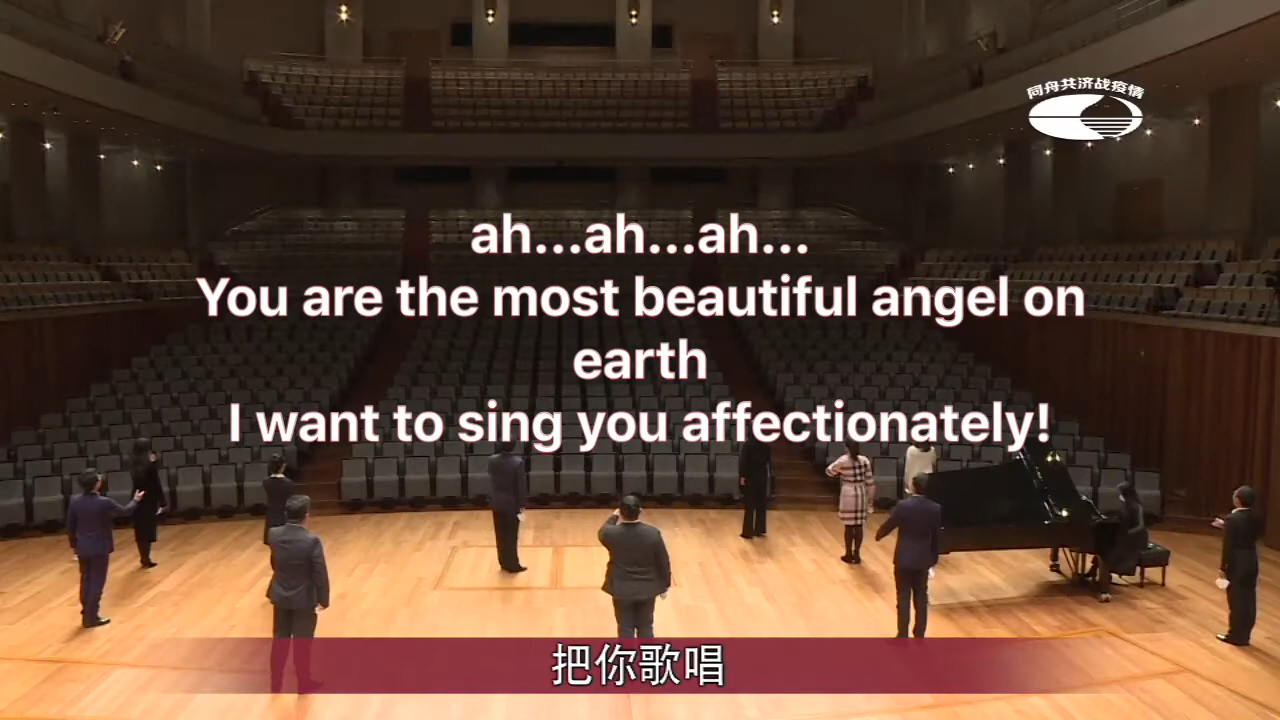 同舟共济战疫情
ah...ah...ah...
You are the most beautiful angel on
earth
I want to sing you affectionately!
把你歌唱